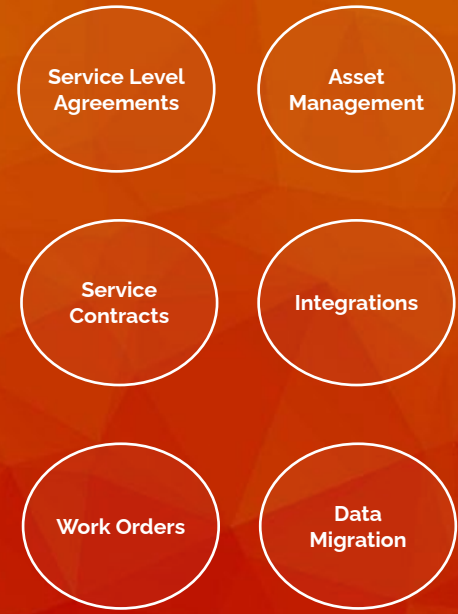 Service Level
Agreements
Asset
Management
Service
Contracts
Integrations
Work Orders
Data
Migration